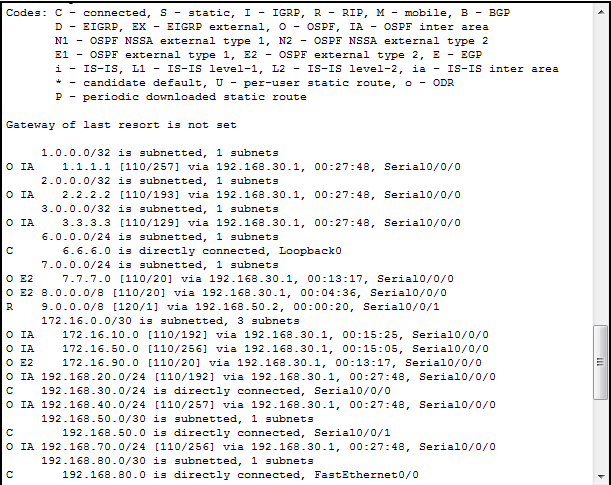 Codes: C - connected, S - static, I - IGRP, R - RIP, M - mobile, B - BGP
D - EIGRP, EX - EIGRP external, O - OSPF, IA - OSPF inter area
N1 - OSPF NSSA external type 1, N2 - OSPF NSSA external type 2
E1 - OSPF external type 1, E2 - OSPF external type 2, E - EGP
i - IS-IS, L1 - IS-IS level-1, L2 - IS-IS level-2, ia - IS-IS inter area
* - candidate default, U - per-user static route, o - ODR
P - periodic downloaded static route
Gateway of last resort is not set
1.0.0.0/32 is subnetted, 1 subnets
O IA 1.1.1.1 [110/257] via 192.168.30.1, 00:27:48, Serial0/0/0
2.0.0.0/32 is subnetted, 1 subnets
O IA 2.2.2.2 [110/193] via 192.168.30.1, 00:27:48, Serial0/0/0
3.0.0.0/32 is subnetted, 1 subnets
O IA 3.3.3.3 [110/129] via 192.168.30.1, 00:27:48, Serial0/0/0
6.0.0.0/24 is subnetted, 1 subnets
C 6.6.6.0 is directly connected, Loopback0
7.0.0.0/24 is subnetted, 1 subnets
O E2 7.7.7.0 [110/20] via 192.168.30.1, 00:13:17, Serial0/0/0
O E2 8.0.0.0/8 [110/20] via 192.168.30.1, 00:04:36, Serial0/0/0
R 9.0.0.0/8 [120/1] via 192.168.50.2, 00:00:20, Serial0/0/1
172.16.0.0/30 is subnetted, 3 subnets
O IA 172.16.10.0 [110/192] via 192.168.30.1, 00:15:25, Serial0/0/0
O IA 172.16.50.0 [110/256] via 192.168.30.1, 00:15:05, Serial0/0/0
O E2 172.16.90.0 [110/20] via 192.168.30.1, 00:13:17, Serial0/0/0
O IA 192.168.20.0/24 [110/192] via 192.168.30.1, 00:27:48, Serial0/0/0
C 192.168.30.0/24 is directly connected, Serial0/0/0
O IA 192.168.40.0/24 [110/257] via 192.168.30.1, 00:27:48, Serial0/0/0
192.168.50.0/30 is subnetted, 1 subnets
C 192.168.50.0 is directly connected, Serial0/0/1
O IA 192.168.70.0/24 [110/256] via 192.168.30.1, 00:27:48, Serial0/0/0
192.168.80.0/30 is subnetted, 1 subnets
C 192.168.80.0 is directly connected, FastEthernet0/0